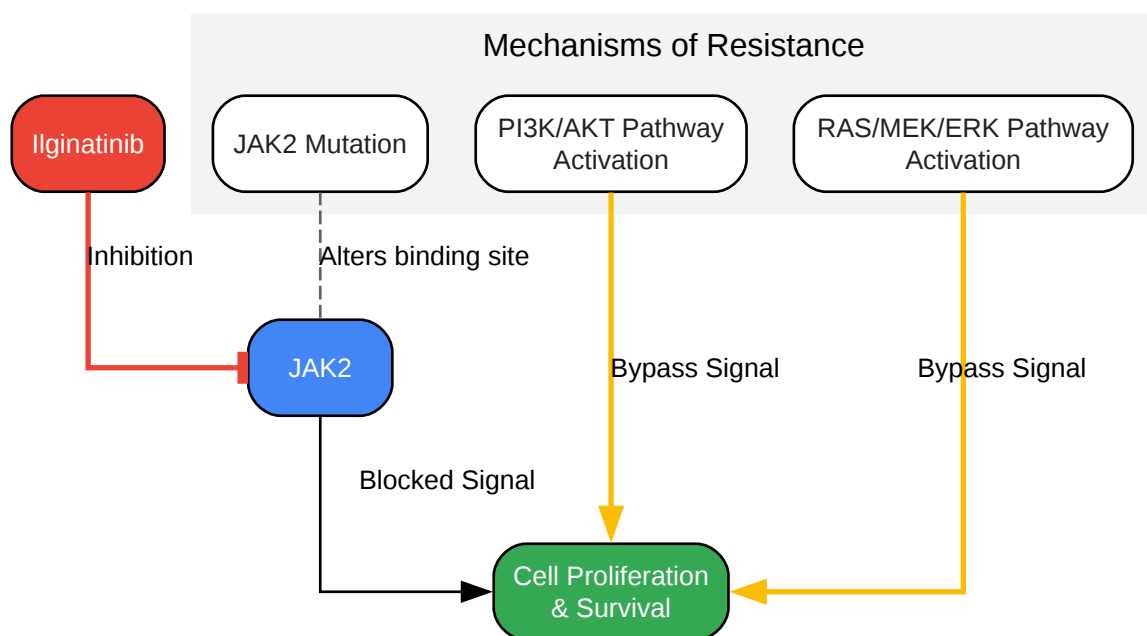 Mechanisms of Resistance
Ilginatinib
JAK2 Mutation
PI3K/AKT Pathway
Activation
RAS/MEK/ERK Pathway
Activation
Inhibition
Alters binding site
JAK2
Bypass Signal
Bypass Signal
Blocked Signal
Cell Proliferation
& Survival